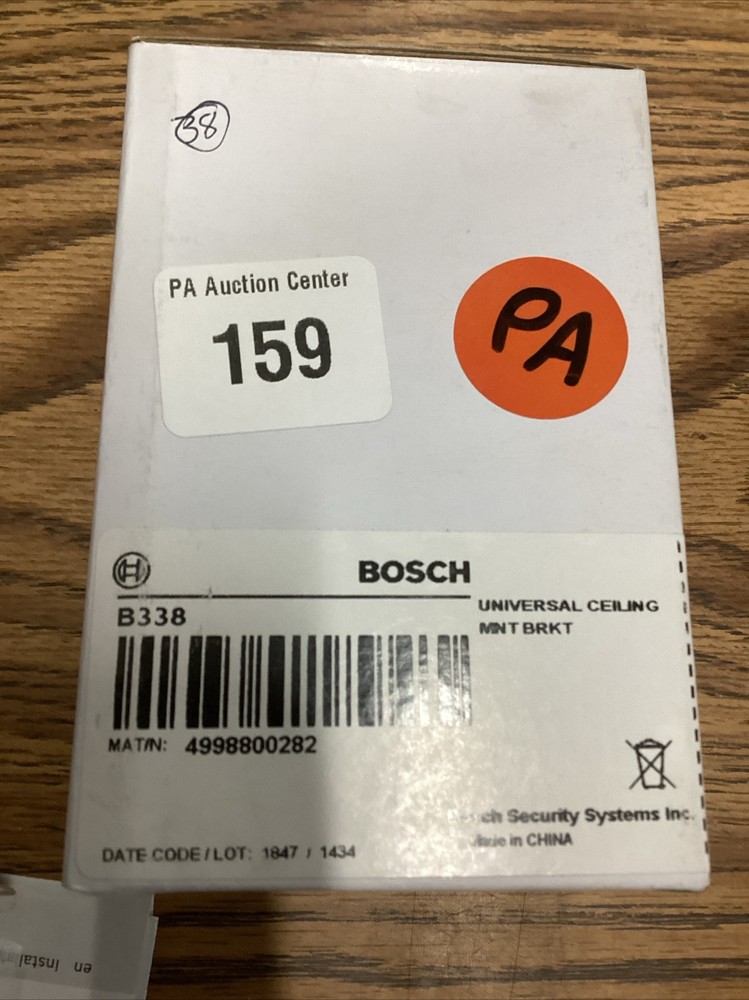 38
PA Auction Center
159
PA
BOSCH
B338
UNIVERSAL CEILING
MNT BRKT
MAT/N: 4998800282
Security Systems Inc.
in CHINA
DATE CODE / LOT: 1847 / 1434
en